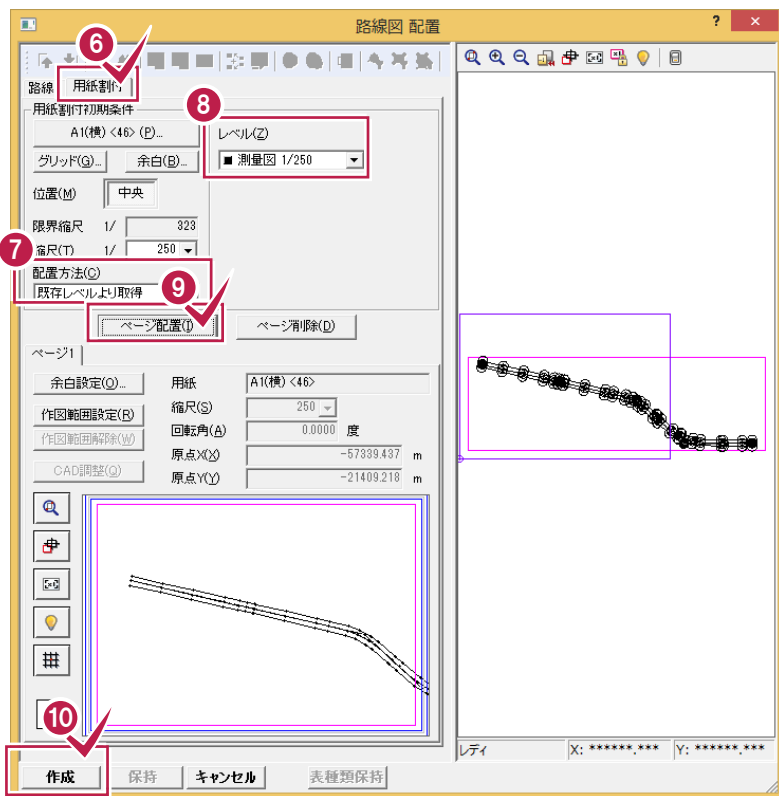 路線図 配置
? ×
6
路線 用紙割付
用紙割付初期条件
8
A1(横) <46> (P)...
レベル(Z)
グリッド(G)... 余白(B)...
測量図 1/250
位置(M) 中央
限界縮尺 1/ 323
7
縮尺(T) 1/ 250
配置方法(C)
9
既存レベルより取得
ページ配置(I) ページ削除(D)
ページ1
余白設定(O)... 用紙 A1(横) <46>
作図範囲設定(R) 縮尺(S) 250
作図範囲解除(W) 回転角(A) 0.0000 度
CAD調整(Q) 原点X(X) -57339.437 m
原点Y(Y) -21409.218 m
10
レディ X: ******.*** Y: ******.***
作成 保持 キャンセル 表種類保持